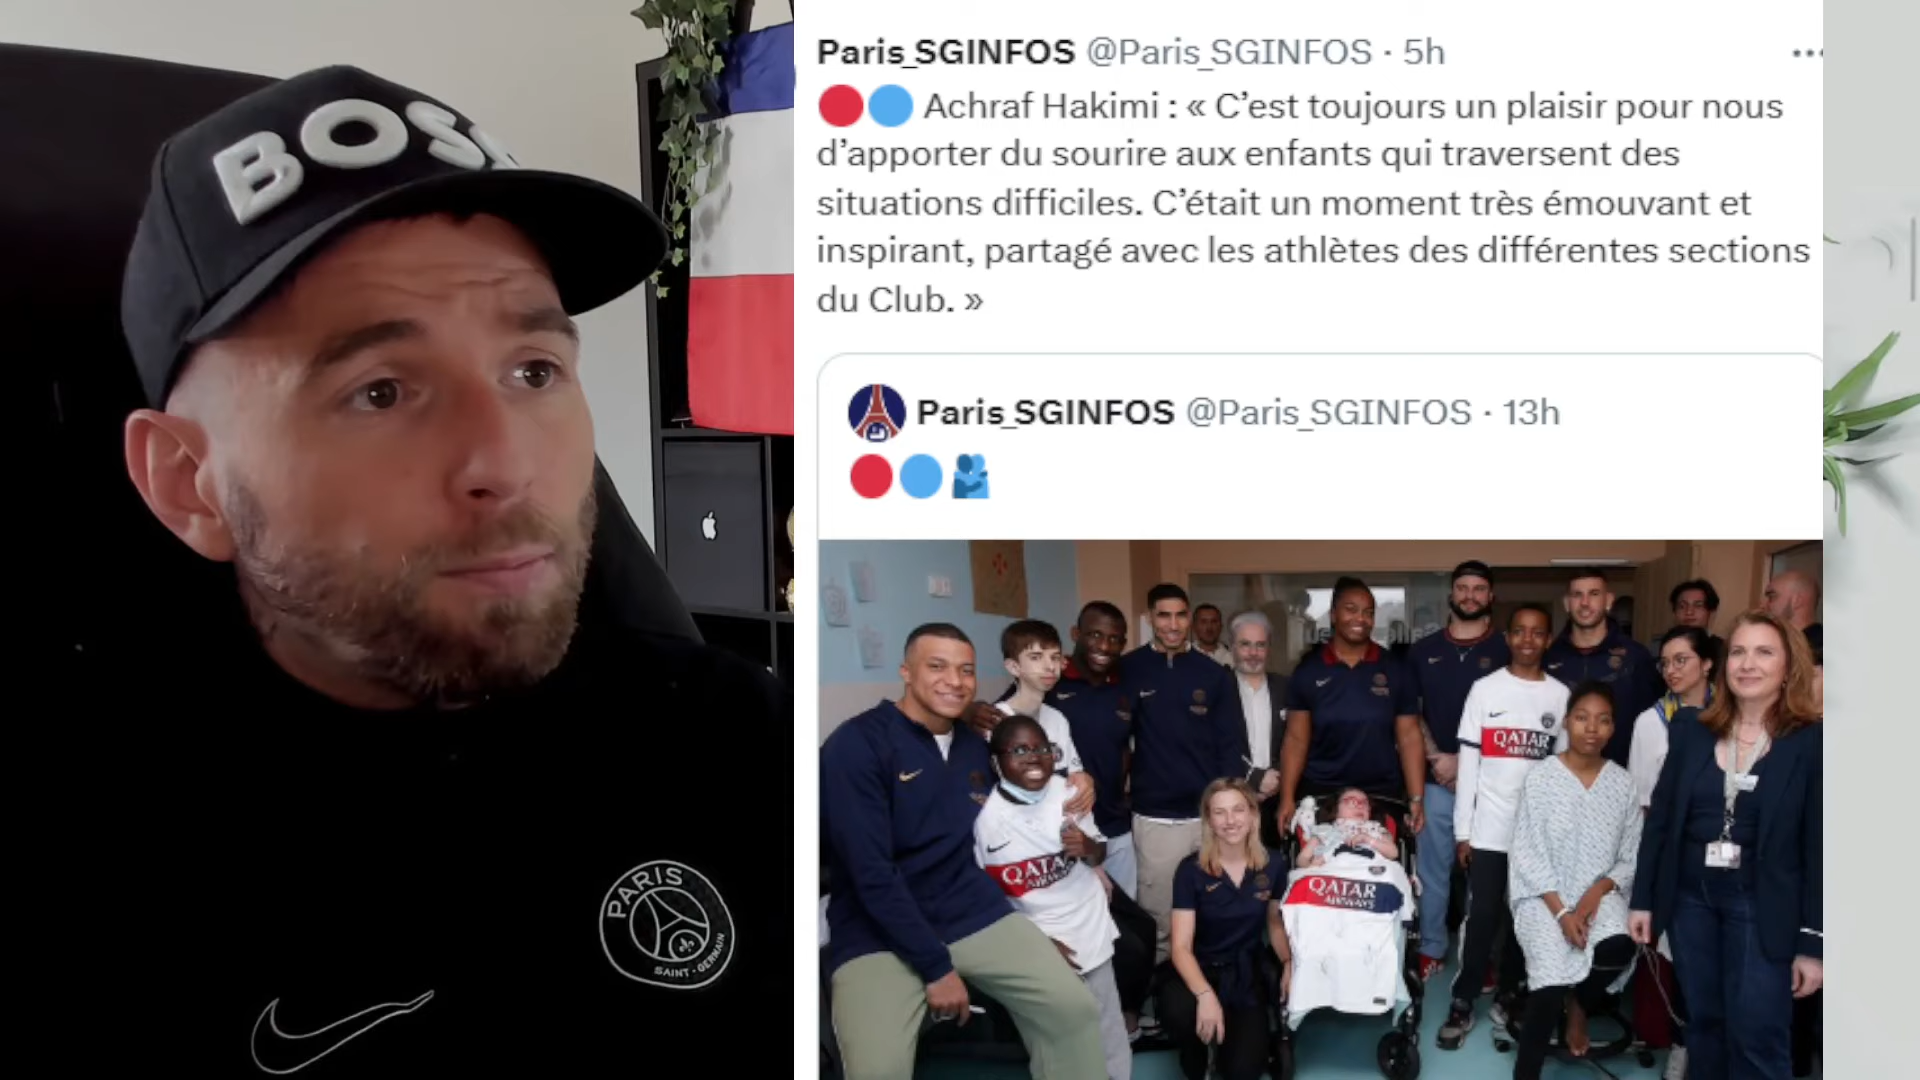 BOSS
PARIS
SAINT-GERMAIN
Paris_SGINFOS @Paris_SGINFOS · 5h
Achraf Hakimi : « C’est toujours un plaisir pour nous
d’apporter du sourire aux enfants qui traversent des
situations difficiles. C’était un moment très émouvant et
inspirant, partagé avec les athlètes des différentes sections
du Club. »
Paris_SGINFOS @Paris_SGINFOS · 13h
QATAR
AIRWAYS
QATAR
AIRWAYS
QATAR
AIRWAYS